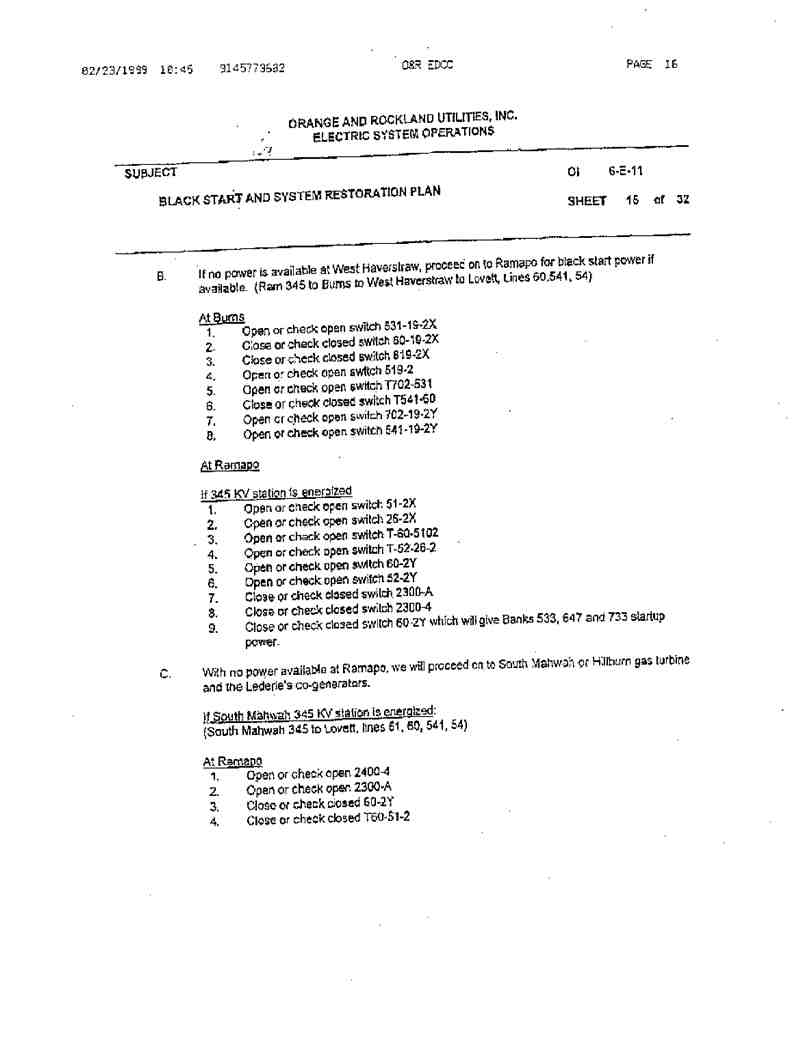 02/23/1999 10:45 9145773532 O&R EDCC PAGE 16
ORANGE AND ROCKLAND UTILITIES, INC.
ELECTRIC SYSTEM OPERATIONS
SUBJECT OI 6-E-11
BLACK START AND SYSTEM RESTORATION PLAN SHEET 15 of 32
B. If no power is available at West Haverstraw, proceed on to Ramapo for black start power if
available. (Ram 345 to Burns to West Haverstraw to Lovett, Lines 60,541, 54)
At Burns
1. Open or check open switch 531-19-2X
2. Close or check closed switch 60-19-2X
3. Close or check closed switch 619-2X
4. Open or check open switch 519-2
5. Open or check open switch T702-531
6. Close or check closed switch T541-60
7. Open or check open switch 702-19-2Y
8. Open or check open switch 541-19-2Y
At Ramapo
If 345 KV station is energized
1. Open or check open switch 51-2X
2. Open or check open switch 26-2X
3. Open or check open switch T-60-5102
4. Open or check open switch T-52-26-2
5. Open or check open switch 60-2Y
6. Open or check open switch 52-2Y
7. Close or check closed switch 2300-A
8. Close or check closed switch 2300-4
9. Close or check closed switch 60-2Y which will give Banks 533, 647 and 733 startup
power.
C. With no power available at Ramapo, we will proceed on to South Mahwah or Hillburn gas turbine
and the Lederle's co-generators.
If South Mahwah 345 KV station is energized:
(South Mahwah 345 to Lovett, lines 51, 60, 541, 54)
At Ramapo
1. Open or check open 2400-4
2. Open or check open 2300-A
3. Close or check closed 60-2Y
4. Close or check closed T60-51-2